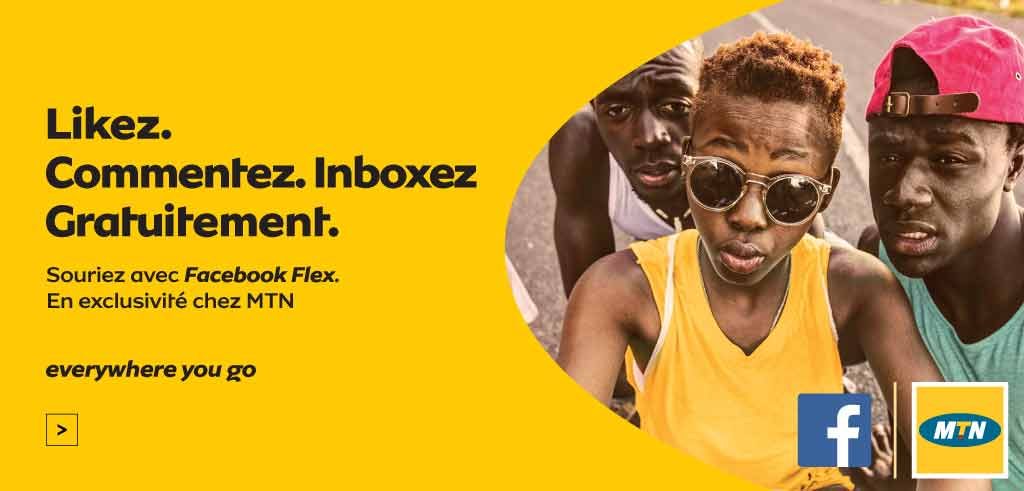 Likez.
Commentez. Inboxez
Gratuitement.
Souriez avec Facebook Flex.
En exclusivité chez MTN
everywhere you go
>
f
MTN